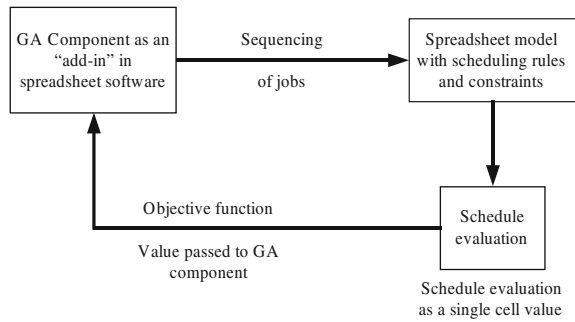 GA Component as an
“add-in” in
spreadsheet software
Sequencing
of jobs
Spreadsheet model
with scheduling rules
and constraints
Objective function
Value passed to GA
component
Schedule
evaluation
Schedule evaluation
as a single cell value